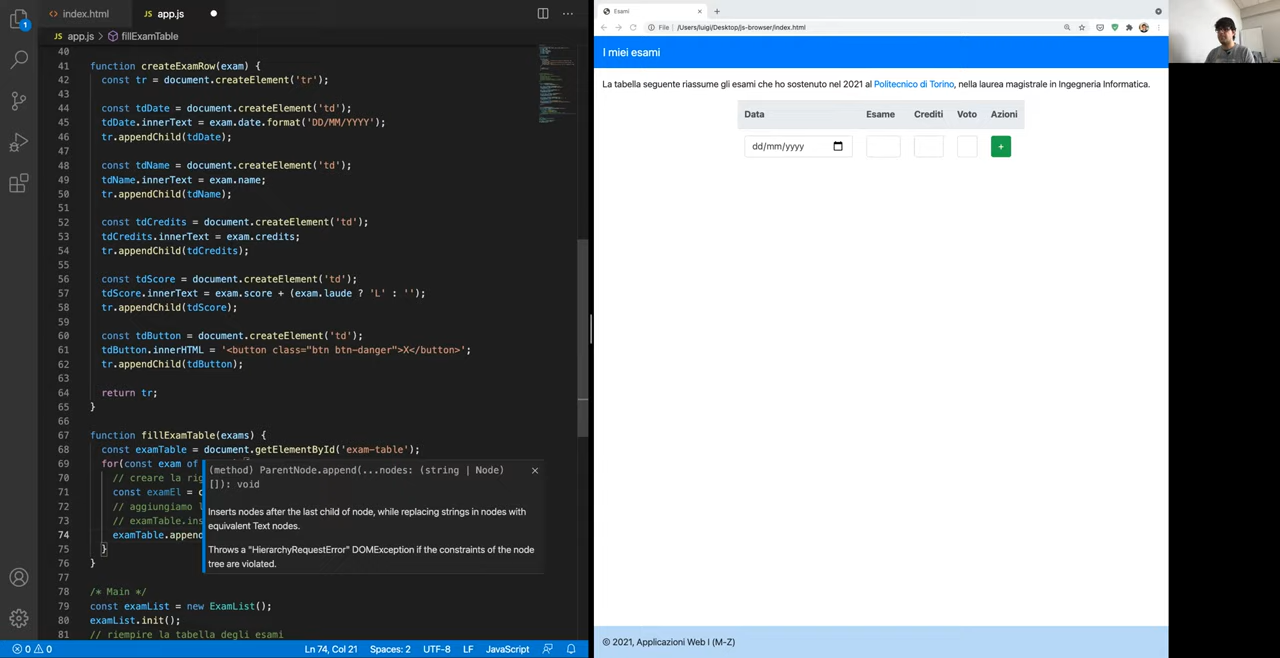 index.html
JS app.js
JS app.js > fillExamTable
1
40
41 function createExamRow(exam) {
42 const tr = document.createElement('tr');
43
44 const tdDate = document.createElement('td');
45 tdDate.innerText = exam.date.format('DD/MM/YYYY');
46 tr.appendChild(tdDate);
47
48 const tdName = document.createElement('td');
49 tdName.innerText = exam.name;
50 tr.appendChild(tdName);
51
52 const tdCredits = document.createElement('td');
53 tdCredits.innerText = exam.credits;
54 tr.appendChild(tdCredits);
55
56 const tdScore = document.createElement('td');
57 tdScore.innerText = exam.score + (exam.laude ? 'L' : '');
58 tr.appendChild(tdScore);
59
60 const tdButton = document.createElement('td');
61 tdButton.innerHTML = '<button class="btn btn-danger">X</button>';
62 tr.appendChild(tdButton);
63
64 return tr;
65 }
66
67 function fillExamTable(exams) {
68 const examTable = document.getElementById('exam-table');
69 for(const exam of
70 // creare la rig
71 const examEl = c
72 // aggiungiamo l
73 // examTable.ins
74 examTable.append
75 }
76 }
77
78 /* Main */
79 const examList = new ExamList();
80 examList.init();
81 // riempire la tabella degli esami
(method) ParentNode.append(...nodes: (string | Node)
[]): void
Inserts nodes after the last child of node, while replacing strings in nodes with
equivalent Text nodes.
Throws a "HierarchyRequestError" DOMException if the constraints of the node
tree are violated.
0 0
Ln 74, Col 21 Spaces: 2 UTF-8 LF JavaScript
Esami
File /Users/luigi/Desktop/js-browser/index.html
I miei esami
La tabella seguente riassume gli esami che ho sostenuto nel 2021 al Politecnico di Torino, nella laurea magistrale in Ingegneria Informatica.
Data Esame Crediti Voto Azioni
dd/mm/yyyy +
© 2021, Applicazioni Web I (M-Z)